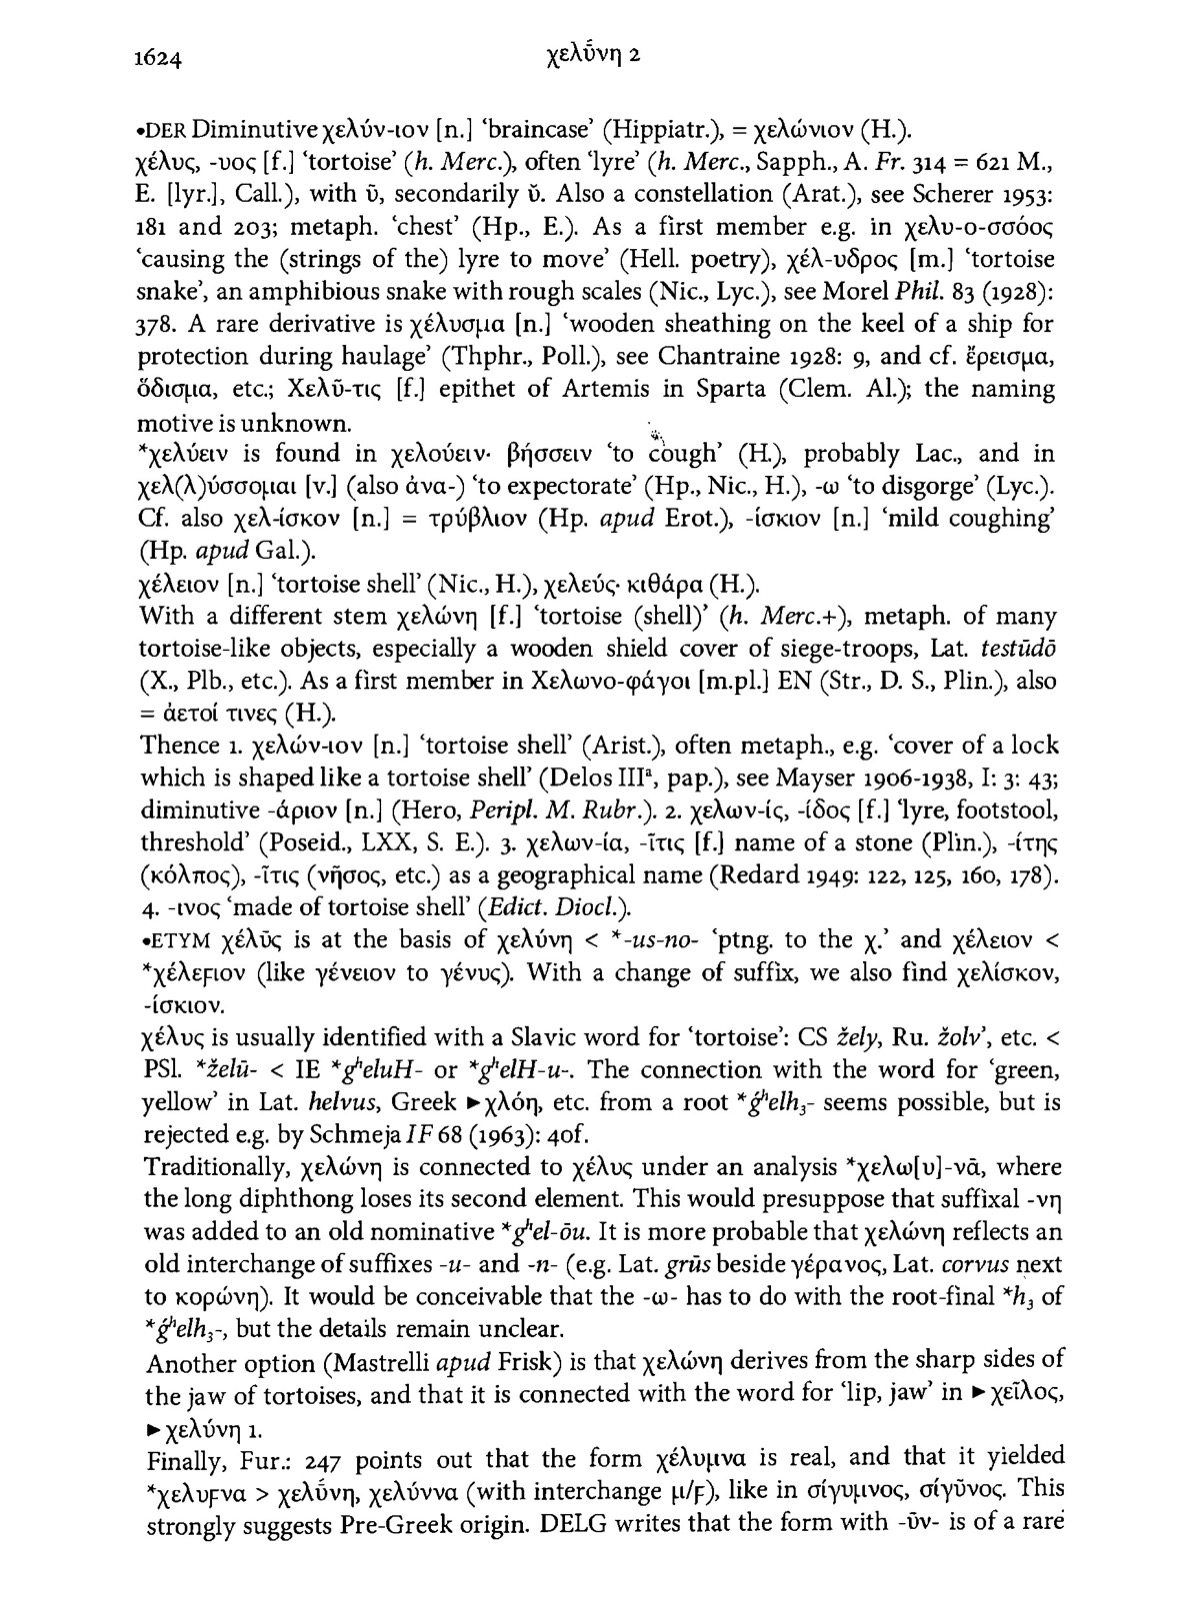 1624
χελῡ́νη 2
•DER Diminutive χελύν-ιον [n.] ‘braincase’ (Hippiatr.), = χελώνιον (H.).
χέλυς, -υος [f.] ‘tortoise’ (h. Merc.), often ‘lyre’ (h. Merc., Sapph., A. Fr. 314 = 621 M.,
E. [lyr.], Call.), with ῡ, secondarily ῠ. Also a constellation (Arat.), see Scherer 1953:
181 and 203; metaph. ‘chest’ (Hp., E.). As a first member e.g. in χελυ-ο-σσόος
‘causing the (strings of the) lyre to move’ (Hell. poetry), χέλ-υδρος [m.] ‘tortoise
snake’, an amphibious snake with rough scales (Nic., Lyc.), see Morel Phil. 83 (1928):
378. A rare derivative is χέλυσμα [n.] ‘wooden sheathing on the keel of a ship for
protection during haulage’ (Thphr., Poll.), see Chantraine 1928: 9, and cf. ἔρεισμα,
ὅδισμα, etc.; Χελῦ-τις [f.] epithet of Artemis in Sparta (Clem. Al.); the naming
motive is unknown.
*χελύειν is found in χελούειν· βήσσειν ‘to cough’ (H.), probably Lac., and in
χελ(λ)ύσσομαι [v.] (also ἀνα-) ‘to expectorate’ (Hp., Nic., H.), -ω ‘to disgorge’ (Lyc.).
Cf. also χελ-ίσκον [n.] = τρύβλιον (Hp. apud Erot.), -ίσκιον [n.] ‘mild coughing’
(Hp. apud Gal.).
χέλειον [n.] ‘tortoise shell’ (Nic., H.), χελεύς· κιθάρα (H.).
With a different stem χελώνη [f.] ‘tortoise (shell)’ (h. Merc.+), metaph. of many
tortoise-like objects, especially a wooden shield cover of siege-troops, Lat. testūdō
(X., Plb., etc.). As a first member in Χελωνο-φάγοι [m.pl.] EN (Str., D. S., Plin.), also
= ἀετοί τινες (H.).
Thence 1. χελών-ιον [n.] ‘tortoise shell’ (Arist.), often metaph., e.g. ‘cover of a lock
which is shaped like a tortoise shell’ (Delos IIIª, pap.), see Mayser 1906-1938, I: 3: 43;
diminutive -άριον [n.] (Hero, Peripl. M. Rubr.). 2. χελων-ίς, -ίδος [f.] ‘lyre, footstool,
threshold’ (Poseid., LXX, S. E.). 3. χελων-ία, -ῖτις [f.] name of a stone (Plin.), -ίτης
(κόλπος), -ῖτις (νῆσος, etc.) as a geographical name (Redard 1949: 122, 125, 160, 178).
4. -ινος ‘made of tortoise shell’ (Edict. Diocl.).
•ETYM χέλῡς is at the basis of χελύνη < *-us-no- ‘ptng. to the χ.’ and χέλειον <
*χέλεϝιον (like γένειον to γένυς). With a change of suffix, we also find χελίσκον,
-ίσκιον.
χέλυς is usually identified with a Slavic word for ‘tortoise’: CS žely, Ru. žolv’, etc. <
PSl. *želū- < IE *gʰeluH- or *gʰelH-u-. The connection with the word for ‘green,
yellow’ in Lat. helvus, Greek ►χλόη, etc. from a root *ǵʰelh₃- seems possible, but is
rejected e.g. by Schmeja IF 68 (1963): 40f.
Traditionally, χελώνη is connected to χέλυς under an analysis *χελω[υ]-νᾱ, where
the long diphthong loses its second element. This would presuppose that suffixal -νη
was added to an old nominative *gʰel-ōu. It is more probable that χελώνη reflects an
old interchange of suffixes -u- and -n- (e.g. Lat. grūs beside γέρανος, Lat. corvus next
to κορώνη). It would be conceivable that the -ω- has to do with the root-final *h₃ of
*ǵʰelh₃-, but the details remain unclear.
Another option (Mastrelli apud Frisk) is that χελώνη derives from the sharp sides of
the jaw of tortoises, and that it is connected with the word for ‘lip, jaw’ in ►χεῖλος,
►χελύνη 1.
Finally, Fur.: 247 points out that the form χέλυμνα is real, and that it yielded
*χελυϝνα > χελῡ́νη, χελύννα (with interchange μ/ϝ), like in σίγυμνος, σίγῡνος. This
strongly suggests Pre-Greek origin. DELG writes that the form with -ῡν- is of a rare